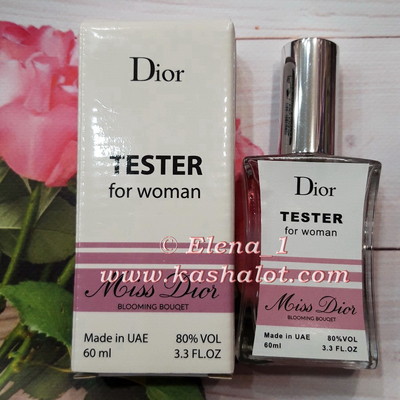 Dior
TESTER
for woman
Miss Dior
BLOOMING BOUQET
Made in UAE 80% VOL
60 ml 3.3 FL.OZ
Dior
TESTER
for woman
Miss Dior
BLOOMING BOUQET
Made in UAE 80%VOL
60ml 3.3 FL.OZ
© Elena_1
www.kashalot.com